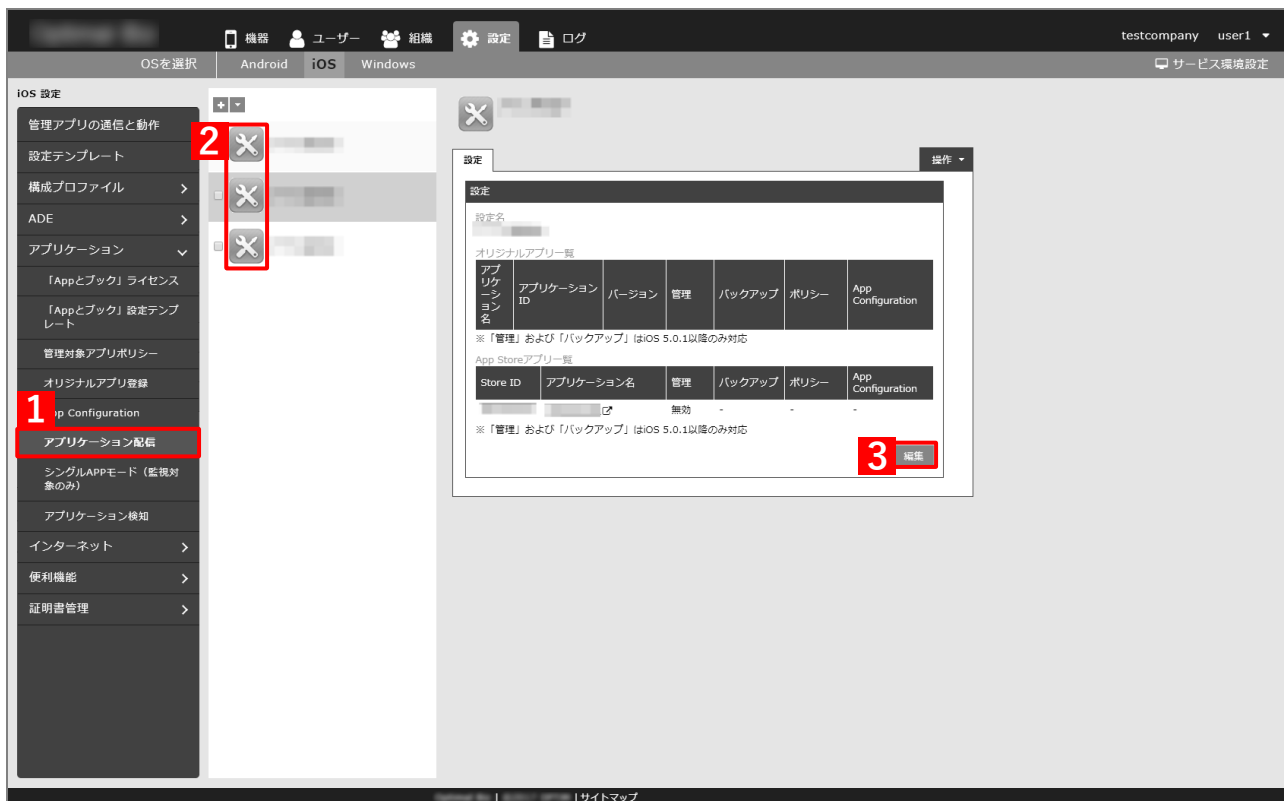 機器
ユーザー
組織
設定
ログ
testcompany user1
OSを選択
Android
iOS
Windows
サービス環境設定
iOS 設定
管理アプリの通信と動作
設定テンプレート
構成プロファイル
ADE
アプリケーション
「Appとブック」ライセンス
「Appとブック」設定テンプ
レート
管理対象アプリポリシー
オリジナルアプリ登録
1
Configuration
アプリケーション配信
シングルAPPモード（監視対
象のみ）
アプリケーション検知
インターネット
便利機能
証明書管理
2
設定
操作
設定
設定名
オリジナルアプリ一覧
アプ
リケ
ーシ
ョン
名
アプリケーション
ID
バージョン
管理
バックアップ
ポリシー
App
Configuration
※「管理」および「バックアップ」はiOS 5.0.1以降のみ対応
App Storeアプリ一覧
Store ID
アプリケーション名
管理
バックアップ
ポリシー
App
Configuration
無効
-
-
-
※「管理」および「バックアップ」はiOS 5.0.1以降のみ対応
3
編集
| サイトマップ